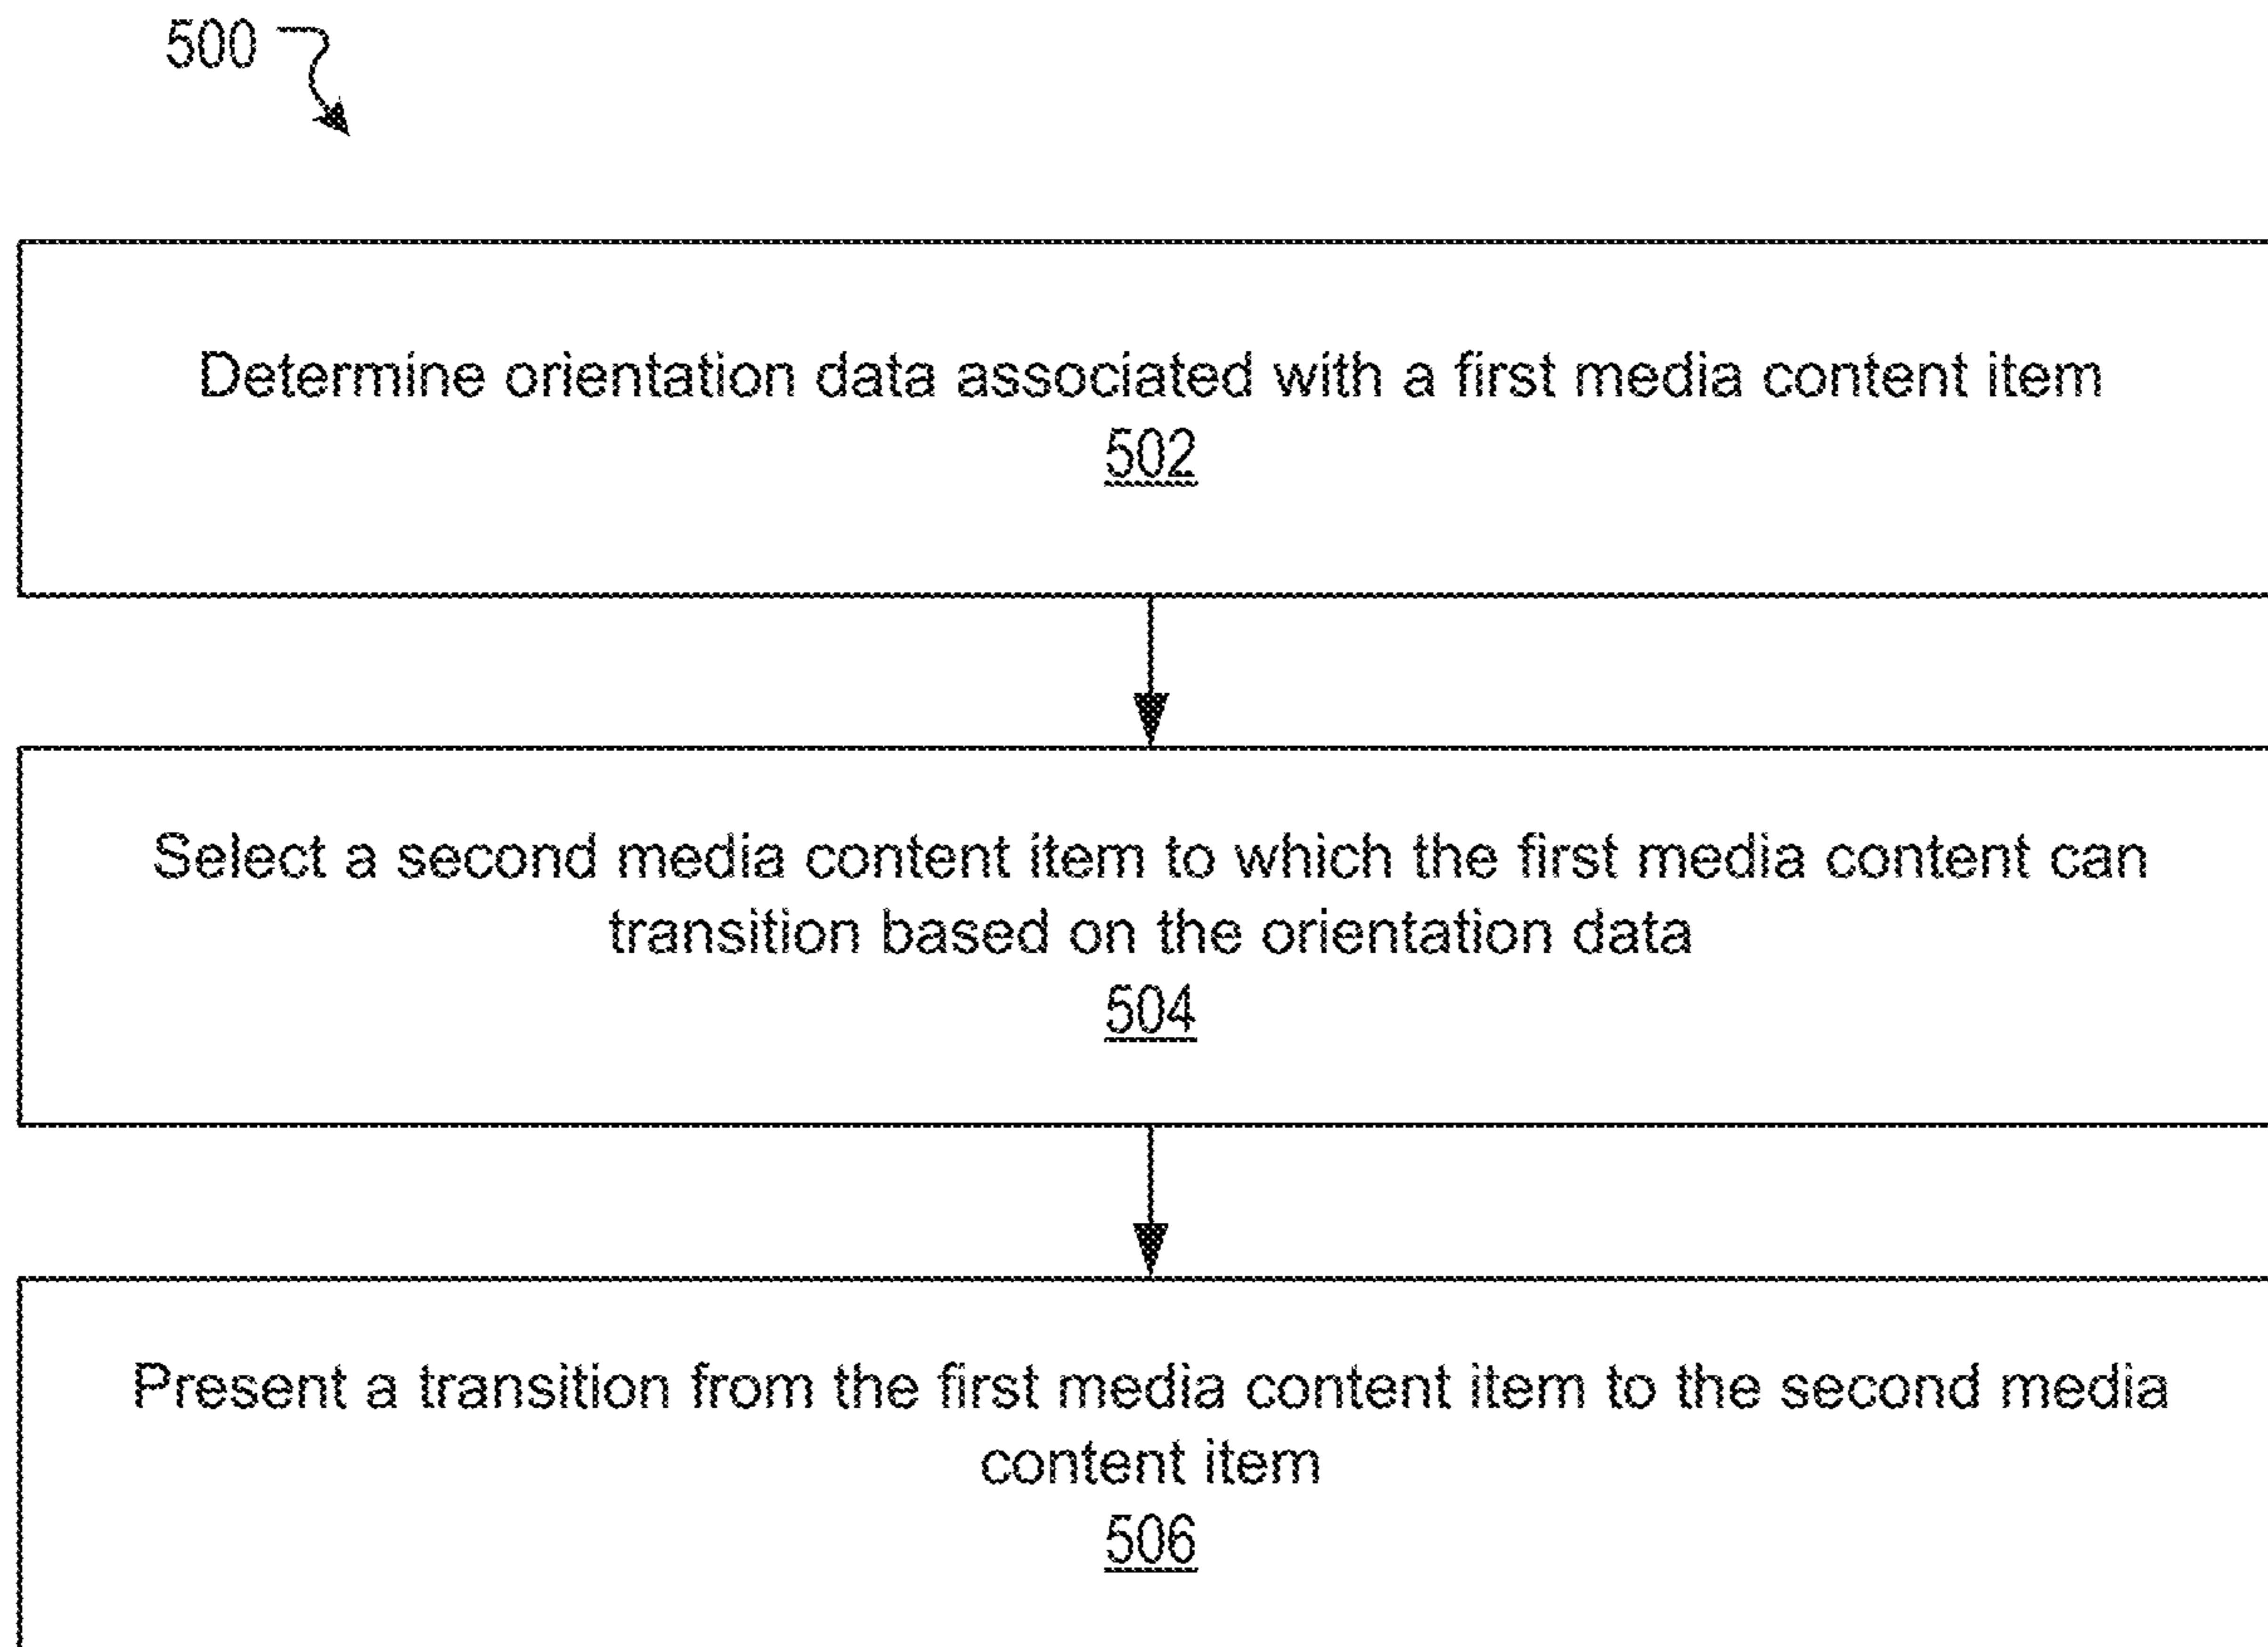 500
Determine orientation data associated with a first media content item
502
Select a second media content item to which the first media content can
transition based on the orientation data
504
Present a transition from the first media content item to the second media
content item
506